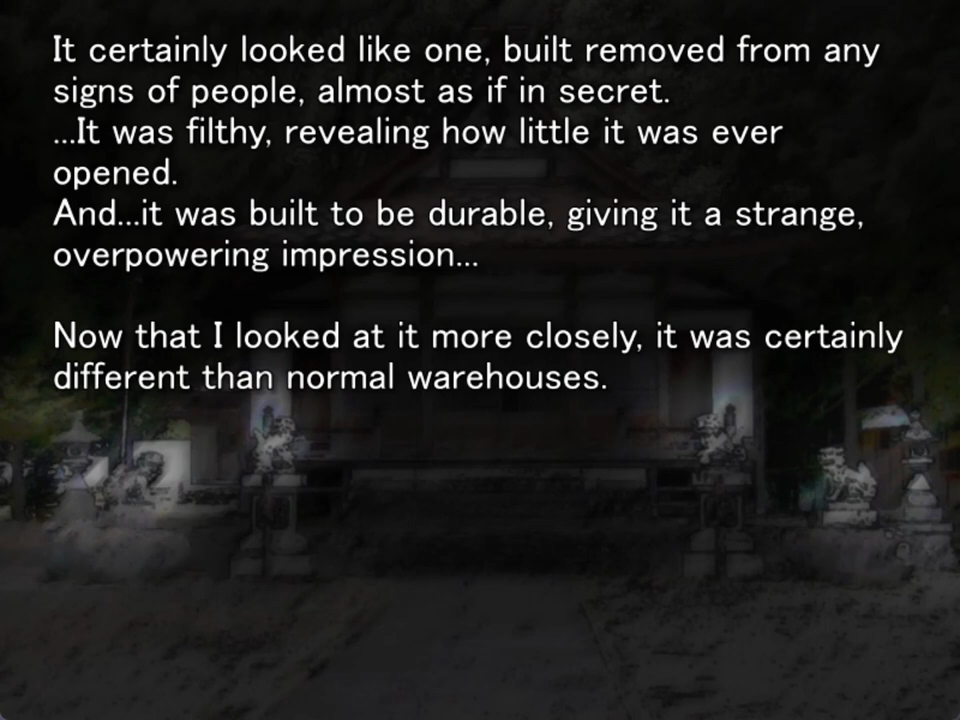 It certainly looked like one, built removed from any
signs of people, almost as if in secret.
...It was filthy, revealing how little it was ever
opened.
And...it was built to be durable, giving it a strange,
overpowering impression...
Now that I looked at it more closely, it was certainly
different than normal warehouses.